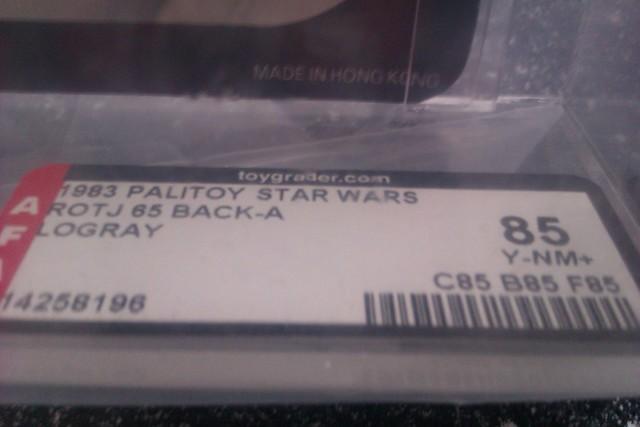 MADE IN HONG KONG
toygrader.com
AFA
1983 PALITOY STAR WARS
ROTJ 65 BACK-A
LOGRAY
85
Y-NM+
C85 B85 F85
14258196